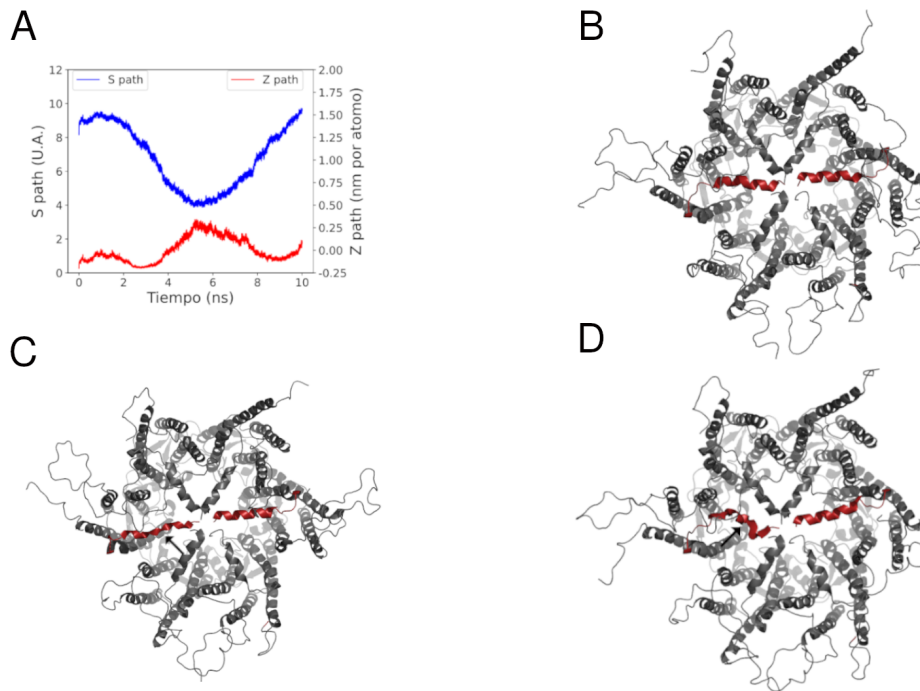 A
B
12
10
8
6
4
2
0
S path (U.A.)
S path
Z path
2.00
1.75
1.50
1.25
1.00
0.75
0.50
0.25
0.00
-0.25
Z path (nm por atomo)
0 2 4 6 8 10
Tiempo (ns)
C
D